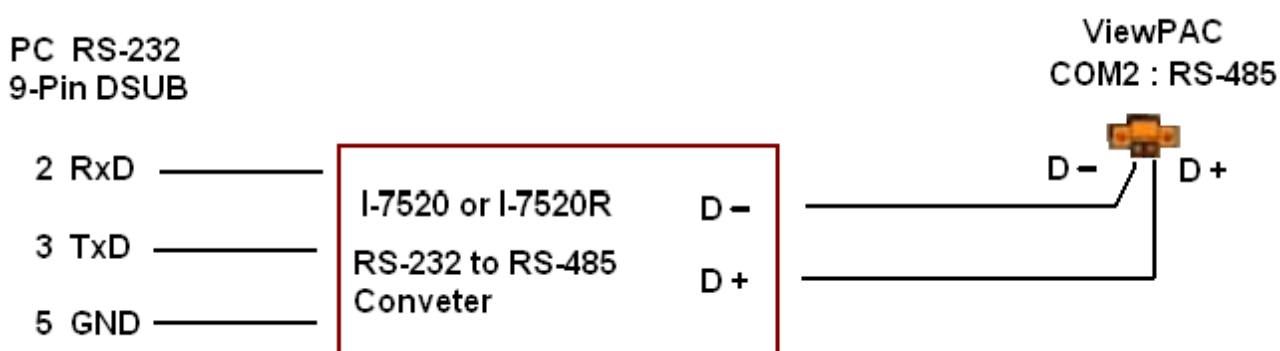 PC RS-232
9-Pin DSUB
ViewPAC
COM2 : RS-485
2 RxD
3 TxD
5 GND
I-7520 or I-7520R
RS-232 to RS-485
Conveter
D -
D +
D -
D +